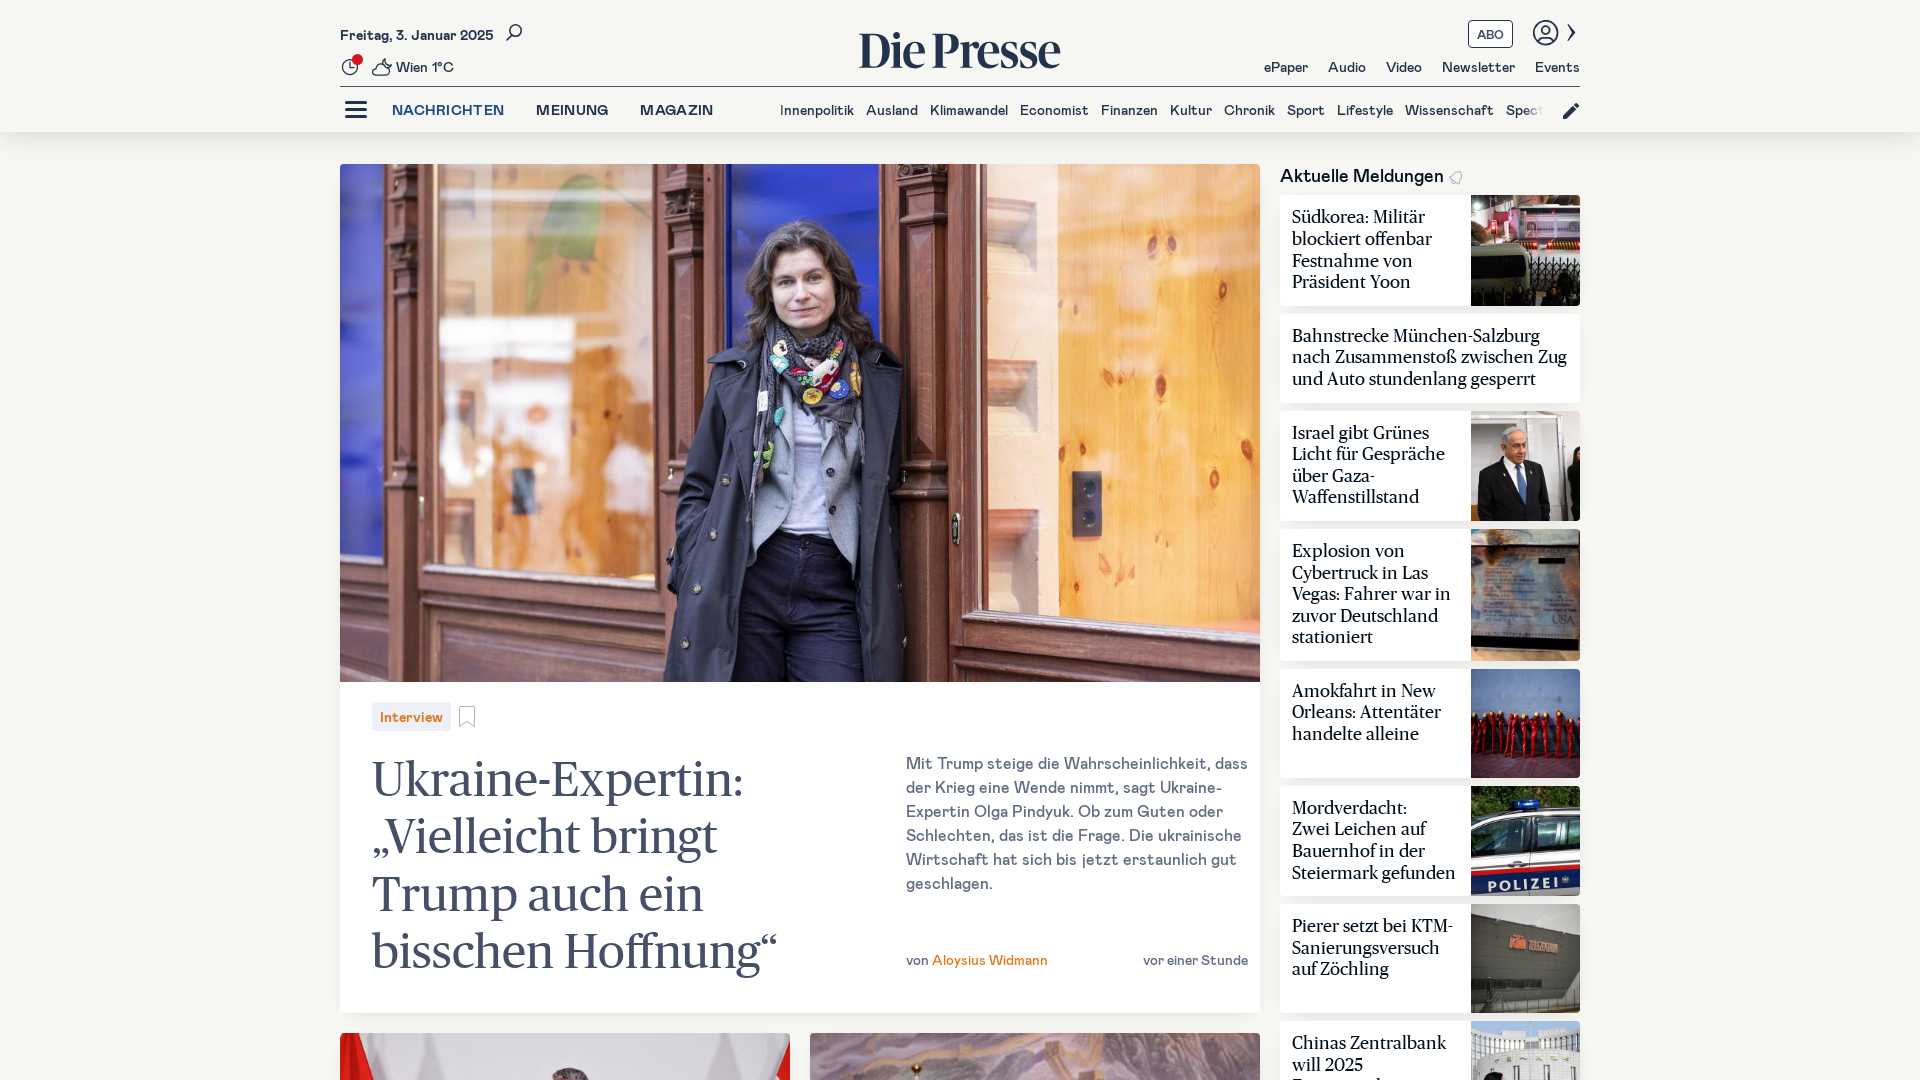 Freitag, 3. Januar 2025
Die Presse
ABO
Wien 1°C
ePaper Audio Video Newsletter Events
NACHRICHTEN MEINUNG MAGAZIN
Innenpolitik Ausland Klimawandel Economist Finanzen Kultur Chronik Sport Lifestyle Wissenschaft Spect
Interview
Ukraine-Expertin:
„Vielleicht bringt
Trump auch ein
bisschen Hoffnung“
Mit Trump steige die Wahrscheinlichkeit, dass
der Krieg eine Wende nimmt, sagt Ukraine-
Expertin Olga Pindyuk. Ob zum Guten oder
Schlechten, das ist die Frage. Die ukrainische
Wirtschaft hat sich bis jetzt erstaunlich gut
geschlagen.
von Aloysius Widmann
vor einer Stunde
Aktuelle Meldungen
Südkorea: Militär
blockiert offenbar
Festnahme von
Präsident Yoon
Bahnstrecke München-Salzburg
nach Zusammenstoß zwischen Zug
und Auto stundenlang gesperrt
Israel gibt Grünes
Licht für Gespräche
über Gaza-
Waffenstillstand
Explosion von
Cybertruck in Las
Vegas: Fahrer war in
zuvor Deutschland
stationiert
USA
Amokfahrt in New
Orleans: Attentäter
handelte alleine
Mordverdacht:
Zwei Leichen auf
Bauernhof in der
Steiermark gefunden
POLIZEI
Pierer setzt bei KTM-
Sanierungsversuch
auf Zöchling
Chinas Zentralbank
will 2025